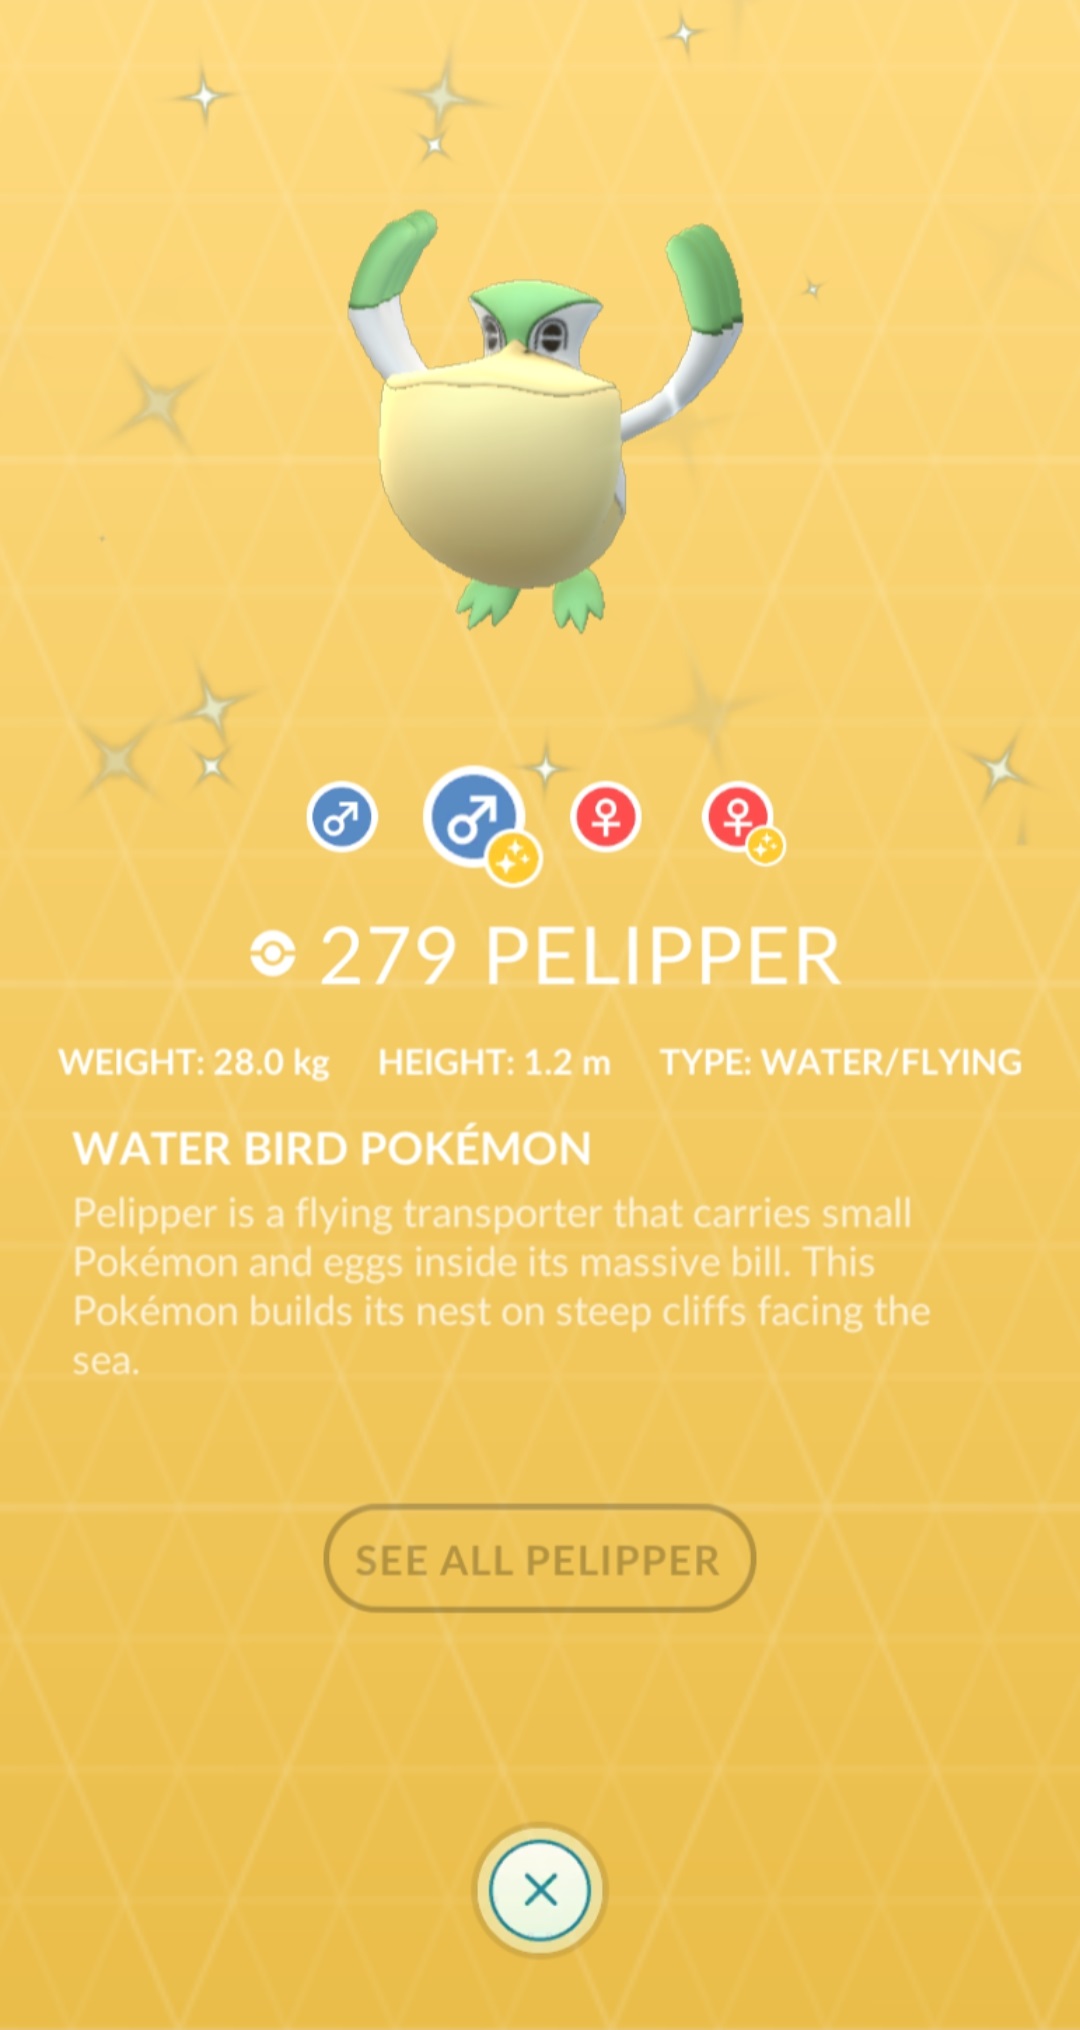 279 PELIPPER
WEIGHT: 28.0 kg HEIGHT: 1.2 m TYPE: WATER/FLYING
WATER BIRD POKÉMON
Pelipper is a flying transporter that carries small
Pokémon and eggs inside its massive bill. This
Pokémon builds its nest on steep cliffs facing the
sea.
SEE ALL PELIPPER